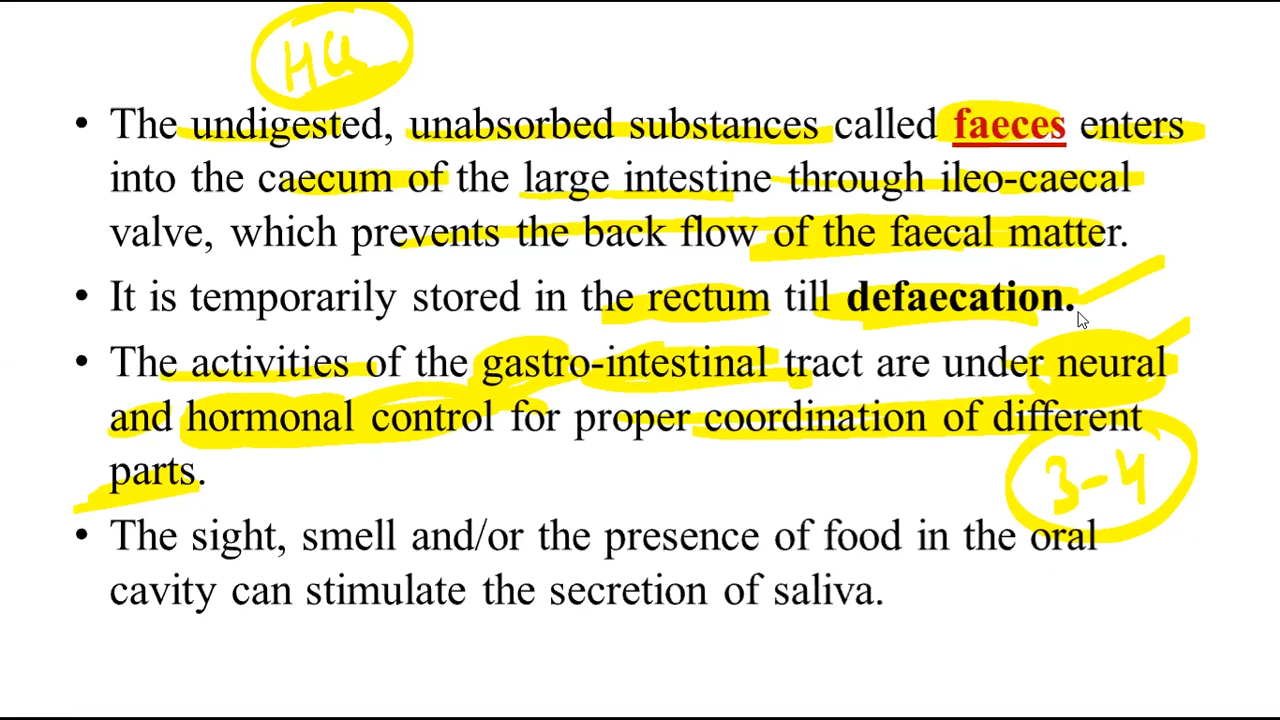 • The undigested, unabsorbed substances called faeces enters
into the caecum of the large intestine through ileo-caecal
valve, which prevents the back flow of the faecal matter.
• It is temporarily stored in the rectum till defaecation.
• The activities of the gastro-intestinal tract are under neural
and hormonal control for proper coordination of different
parts.
3-4
• The sight, smell and/or the presence of food in the oral
cavity can stimulate the secretion of saliva.